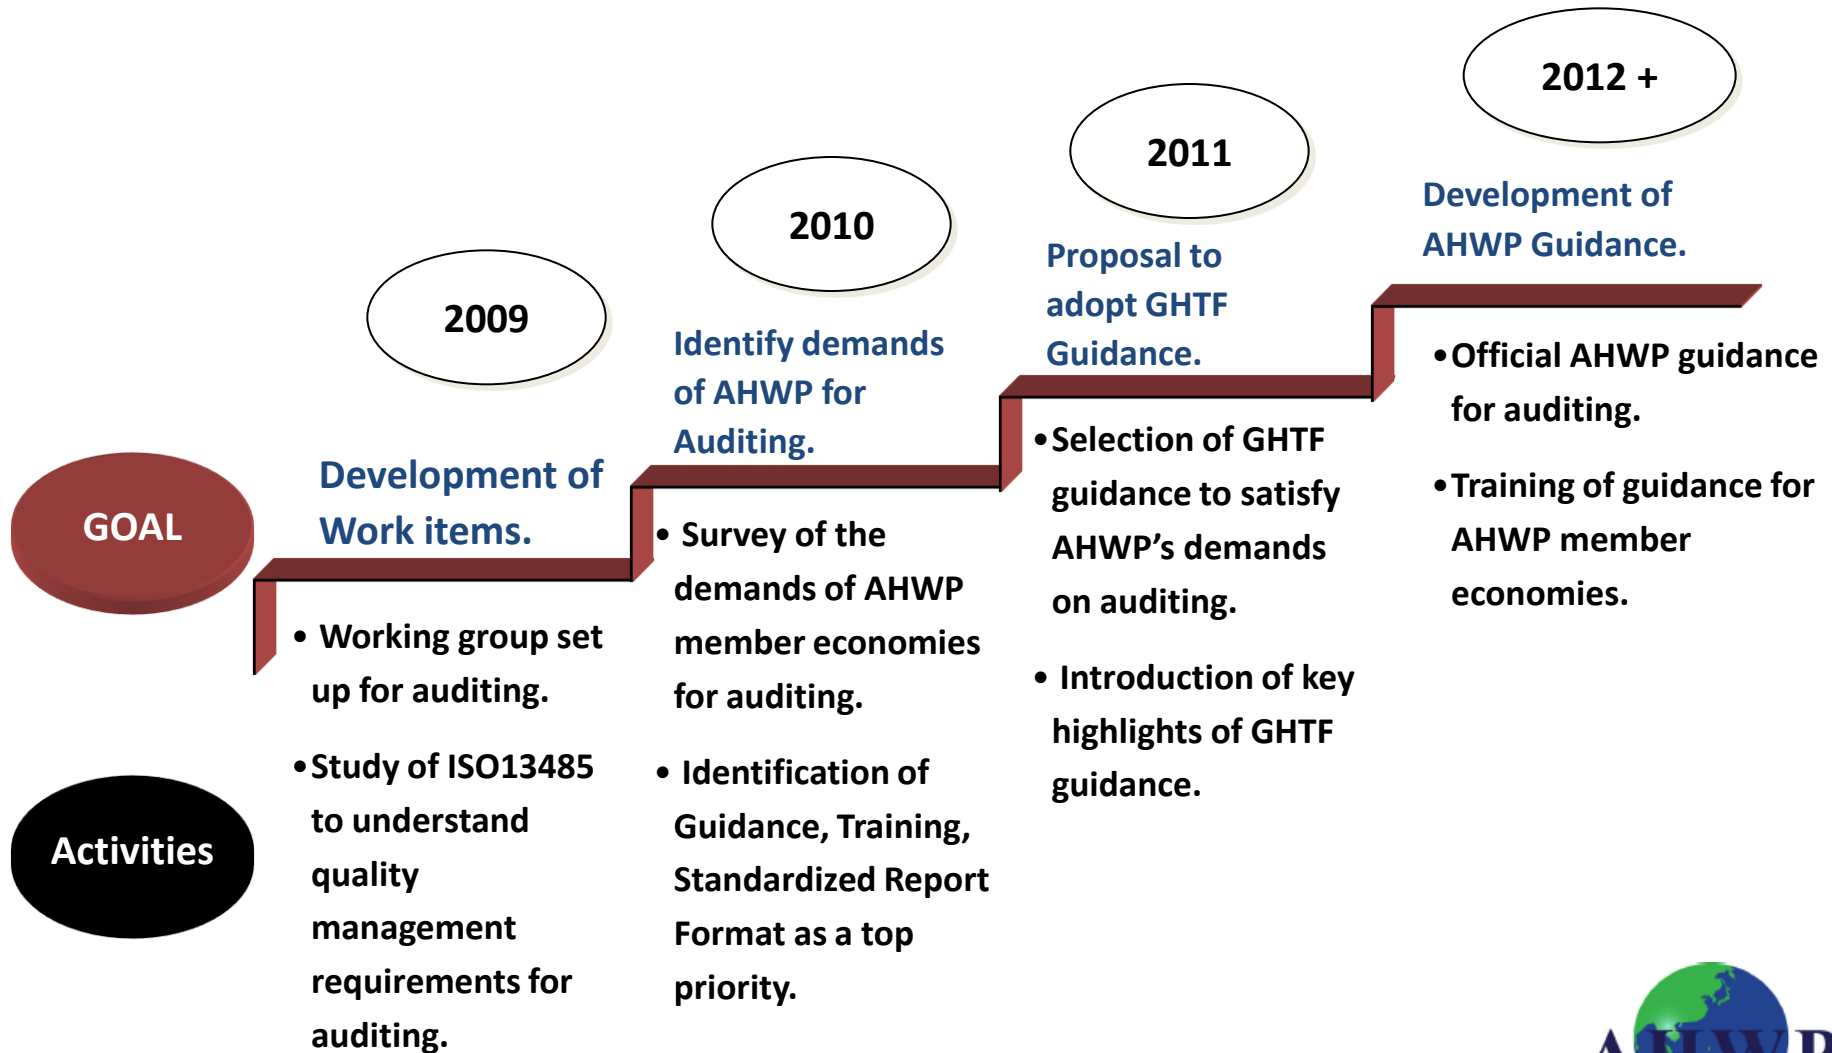 2009
2010
2011
2012 +
GOAL
Development of
Work items.
Identify demands
of AHWP for
Auditing.
Proposal to
adopt GHTF
Guidance.
Development of
AHWP Guidance.
Activities
• Working group set
up for auditing.
•Study of ISO13485
to understand
quality
management
requirements for
auditing.
• Survey of the
demands of AHWP
member economies
for auditing.
• Identification of
Guidance, Training,
Standardized Report
Format as a top
priority.
•Selection of GHTF
guidance to satisfy
AHWP’s demands
on auditing.
• Introduction of key
highlights of GHTF
guidance.
•Official AHWP guidance
for auditing.
•Training of guidance for
AHWP member
economies.
AHWP